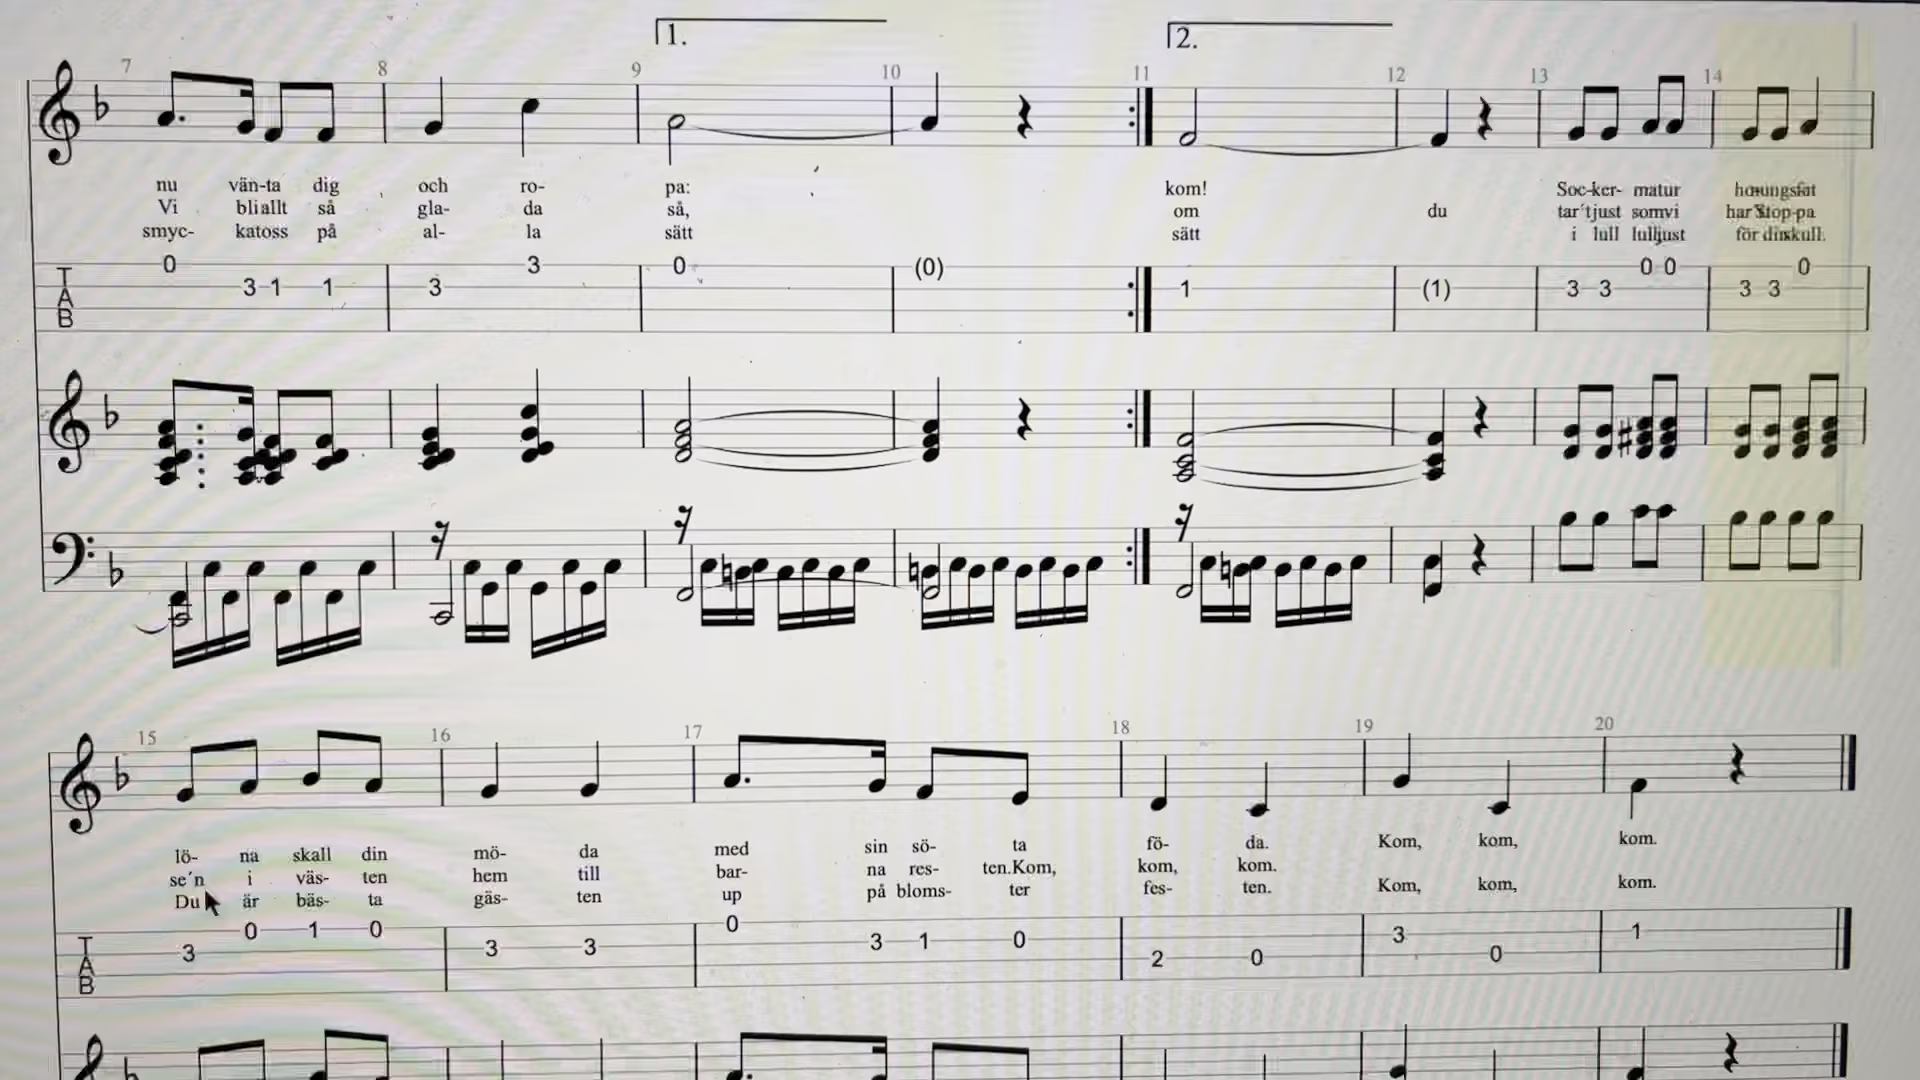 1. 2.
7 8 9 10 11 12 13 14
nu vän-ta dig och ro- pa: kom! Soc-ker- matur
Vi bliallt så gla- da så, om du tar´tjust somvi
smyc- katoss på al- la sätt sätt i lull lulljust för dinskull.
0 3 1 1 3 3 0 (0) 1 (1) 3 3 0 0 3 3 0
T
A
B
15 16 17 18 19 20
lö- na skall din mö- da med sin sö- ta fö- da. Kom, kom, kom.
se´n i väs- ten hem till bar- na res- ten.Kom, kom, kom.
Du är bäs- ta gäs- ten up på bloms- ter fes- ten. Kom, kom, kom.
3 0 1 0 3 3 0 3 1 0 2 0 3 0 1
T
A
B